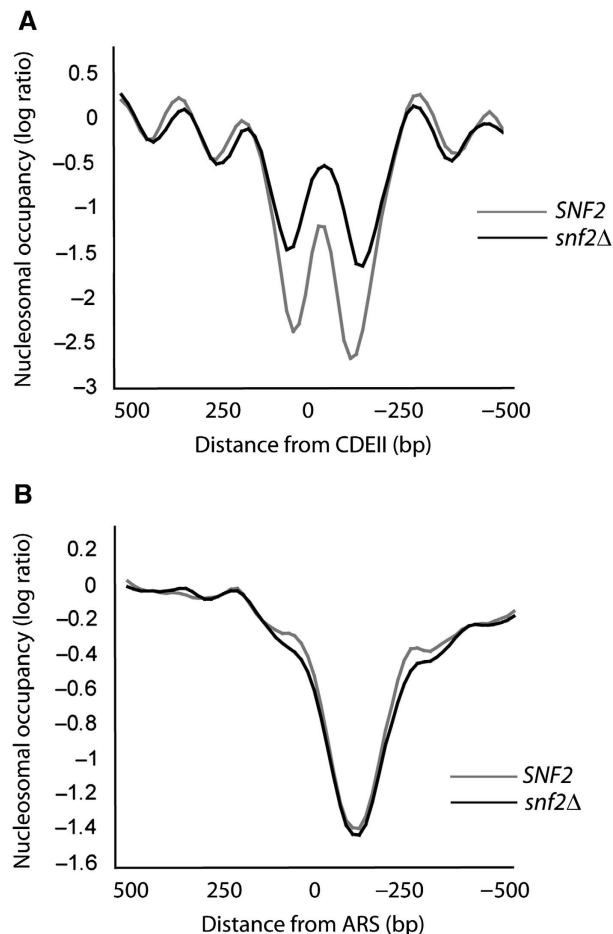 A
Nucleosomal occupancy (log ratio)
0.5
0
−0.5
−1
−1.5
−2
−2.5
−3
500 250 0 −250 −500
Distance from CDEII (bp)
SNF2
snf2Δ
B
Nucleosomal occupancy (log ratio)
0.2
0
−0.2
−0.4
−0.6
−0.8
−1
−1.2
−1.4
−1.6
500 250 0 −250 −500
Distance from ARS (bp)
SNF2
snf2Δ